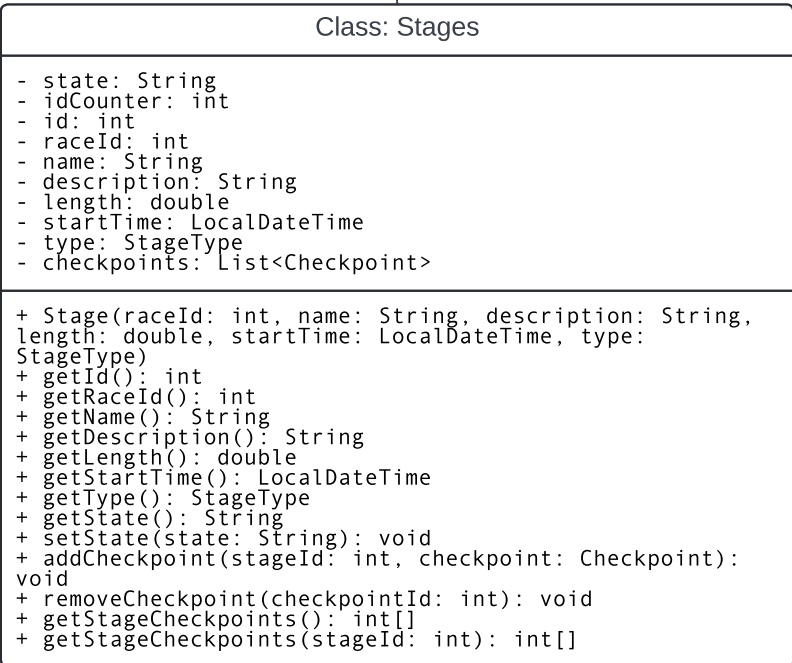 Class: Stages
- state: String
- idCounter: int
- id: int
- raceId: int
- name: String
- description: String
- length: double
- startTime: LocalDateTime
- type: StageType
- checkpoints: List<Checkpoint>
+ Stage(raceId: int, name: String, description: String,
length: double, startTime: LocalDateTime, type:
StageType)
+ getId(): int
+ getRaceId(): int
+ getName(): String
+ getDescription(): String
+ getLength(): double
+ getStartTime(): LocalDateTime
+ getType(): StageType
+ getState(): String
+ setState(state: String): void
+ addCheckpoint(stageId: int, checkpoint: Checkpoint):
void
+ removeCheckpoint(checkpointId: int): void
+ getStageCheckpoints(): int[]
+ getStageCheckpoints(stageId: int): int[]